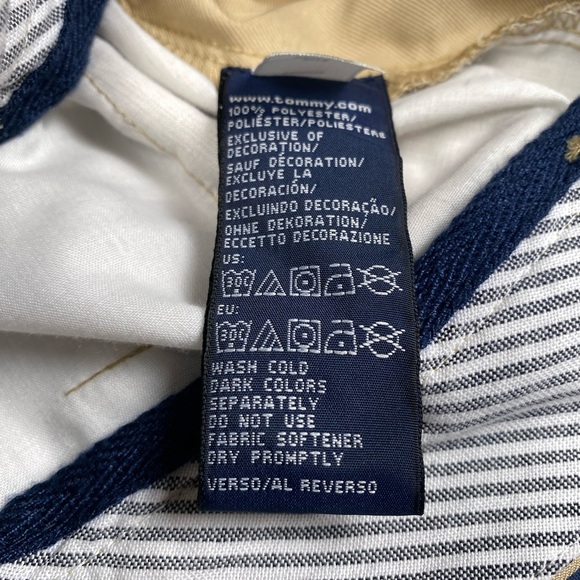 www.tommy.com
100% POLYESTER/
POLIÉSTER/POLIESTERE
EXCLUSIVE OF
DECORATION/
SAUF DÉCORATION/
EXCLUYE LA
DECORACIÓN/
EXCLUINDO DECORAÇÃO/
OHNE DEKORATION/
ECCETTO DECORAZIONE
US:
30C
EU:
30C
WASH COLD
DARK COLORS
SEPARATELY
DO NOT USE
FABRIC SOFTENER
DRY PROMPTLY
VERSO/AL REVERSO